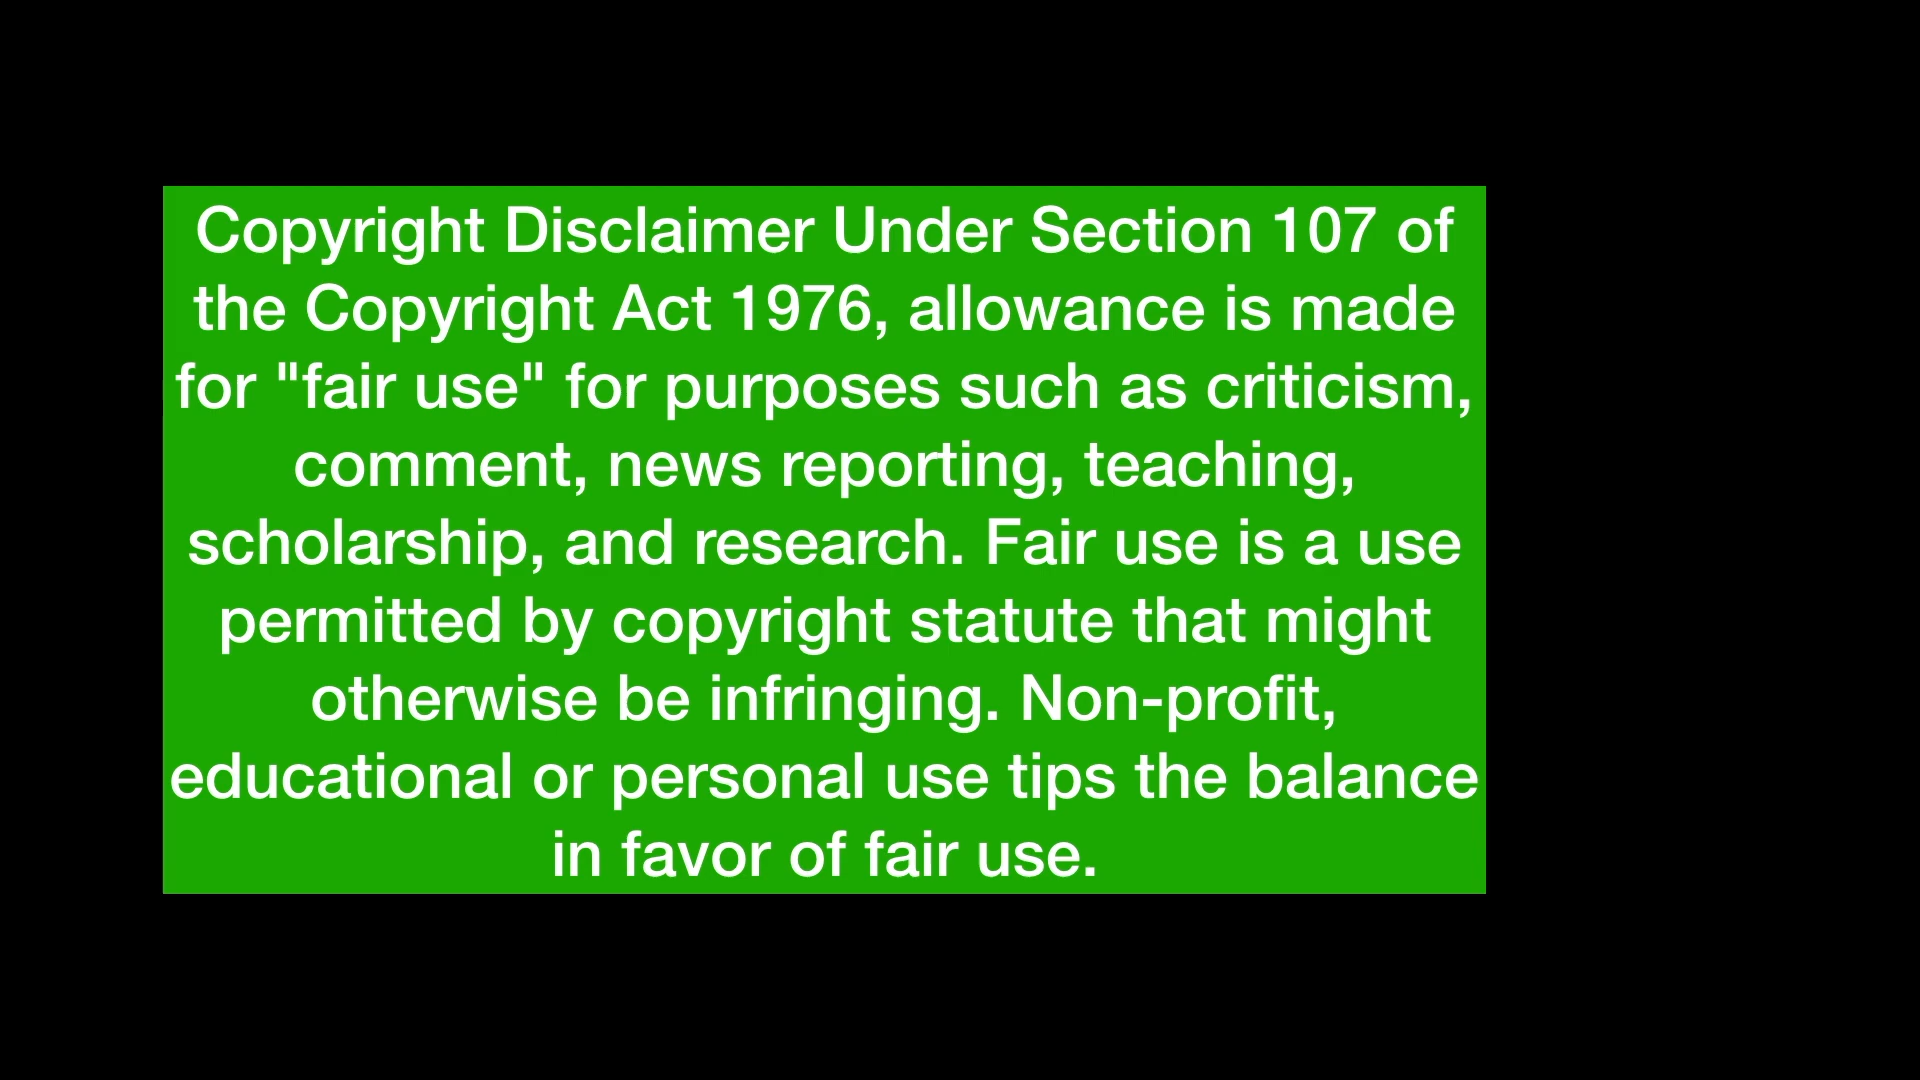 Copyright Disclaimer Under Section 107 of
the Copyright Act 1976, allowance is made
for "fair use" for purposes such as criticism,
comment, news reporting, teaching,
scholarship, and research. Fair use is a use
permitted by copyright statute that might
otherwise be infringing. Non-profit,
educational or personal use tips the balance
in favor of fair use.